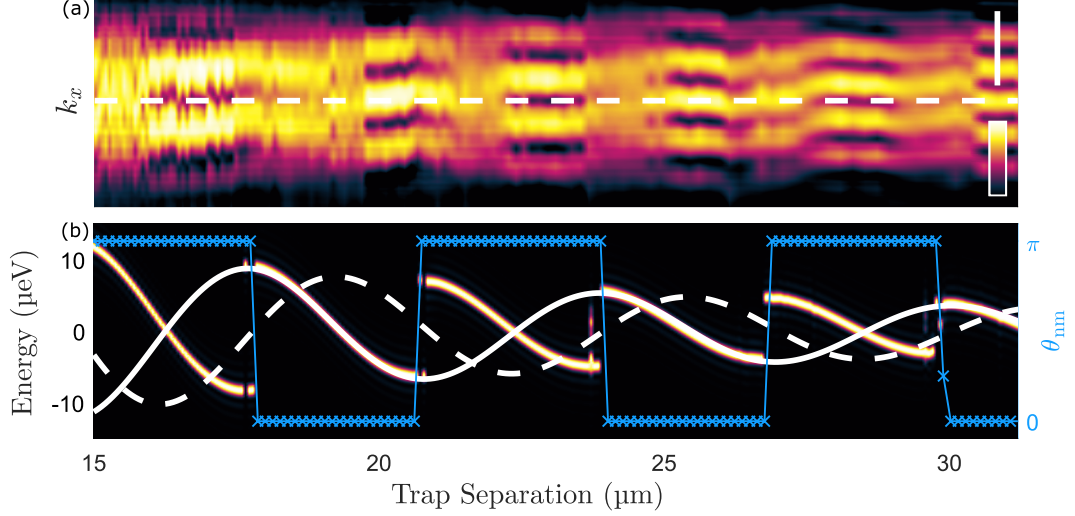 (a)
k_x
(b)
Energy (µeV)
10
0
-10
π
θ_nm
0
15
20
25
30
Trap Separation (µm)